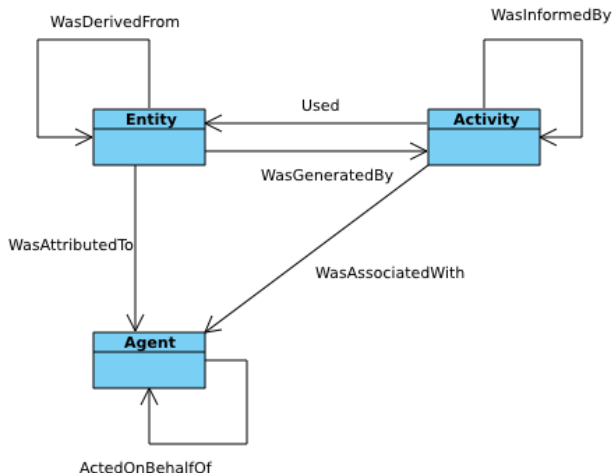 WasInformedBy
WasDerivedFrom
Used
Entity
Activity
WasGeneratedBy
WasAttributedTo
WasAssociatedWith
Agent
ActedOnBehalfOf